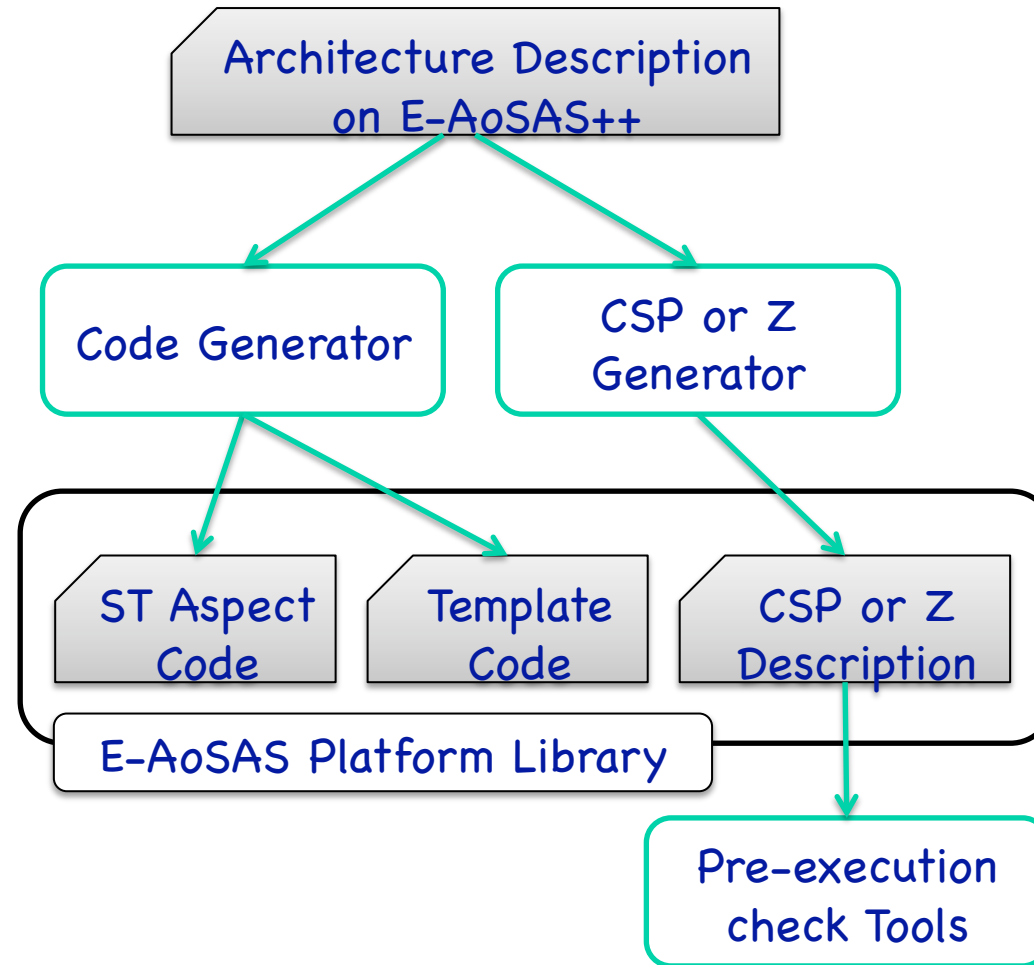 Architecture Description
on E-AoSAS++
Code Generator
CSP or Z
Generator
ST Aspect
Code
Template
Code
CSP or Z
Description
E-AoSAS Platform Library
Pre-execution
check Tools